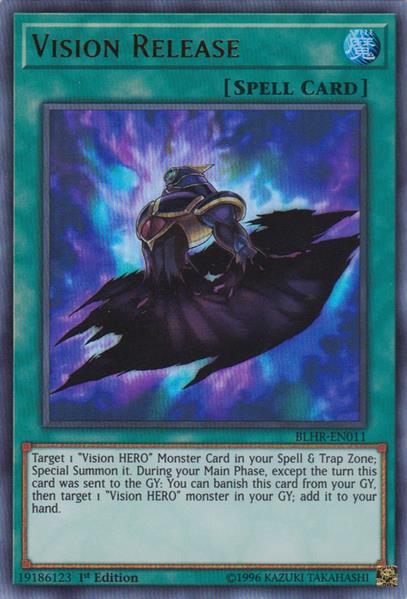 VISION RELEASE
魔
[SPELL CARD]
BLHR-EN011
Target 1 "Vision HERO" Monster Card in your Spell & Trap Zone;
Special Summon it. During your Main Phase, except the turn this
card was sent to the GY: You can banish this card from your GY,
then target 1 "Vision HERO" monster in your GY; add it to your
hand.
19186123 1st Edition ©1996 KAZUKI TAKAHASHI